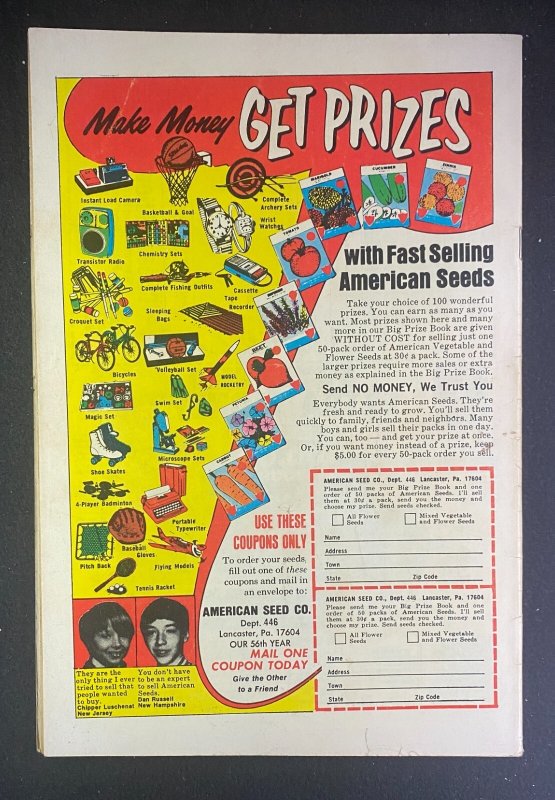 Make Money GET PRIZES
MARIGOLD
CUCUMBER
ZINNIA
TOMATO
BEET
PETUNIA
CARROT
Instant Load Camera
Basketball & Goal
Complete
Archery Sets
Wrist
Watches
Transistor Radio
Chemistry Sets
Complete Fishing Outfits
Cassette
Tape
Recorder
Croquet Set
Sleeping
Bags
Bicycles
Volleyball Set
MODEL
ROCKETRY
Swim Set
Magic Set
Shoe Skates
Microscope Sets
4-Player Badminton
Portable
Typewriter
Baseball
Gloves
Pitch Back
Flying Models
Tennis Racket
with Fast Selling
American Seeds
Take your choice of 100 wonderful
prizes. You can earn as many as you
want. Most prizes shown here and many
more in our Big Prize Book are given
WITHOUT COST for selling just one
50-pack order of American Vegetable and
Flower Seeds at 30¢ a pack. Some of the
larger prizes require more sales or extra
money as explained in the Big Prize Book.
Send NO MONEY, We Trust You
Everybody wants American Seeds. They're
fresh and ready to grow. You'll sell them
quickly to family, friends and neighbors. Many
boys and girls sell their packs in one day.
You can, too — and get your prize at once.
Or, if you want money instead of a prize, keep
$5.00 for every 50-pack order you sell.
USE THESE
COUPONS ONLY
To order your seeds,
fill out one of these
coupons and mail in
an envelope to:
AMERICAN SEED CO.
Dept. 446
Lancaster, Pa. 17604
OUR 56th YEAR
MAIL ONE
COUPON TODAY
Give the Other
to a Friend
AMERICAN SEED CO., Dept. 446 Lancaster, Pa. 17604
Please send me your Big Prize Book and one
order of 50 packs of American Seeds. I'll sell
them at 30¢ a pack, send you the money and
choose my prize. Send seeds checked.
All Flower
Seeds
Mixed Vegetable
and Flower Seeds
Name
Address
Town
State Zip Code
AMERICAN SEED CO., Dept. 446 Lancaster, Pa. 17604
Please send me your Big Prize Book and one
order of 50 packs of American Seeds. I'll sell
them at 30¢ a pack, send you the money and
choose my prize. Send seeds checked.
All Flower
Seeds
Mixed Vegetable
and Flower Seeds
Name
Address
Town
State Zip Code
They are the
only thing I ever
tried to sell that
people wanted
to buy.
Chipper Luschenat
New Jersey
You don't have
to be an expert
to sell American
Seeds.
Dan Russell
New Hampshire